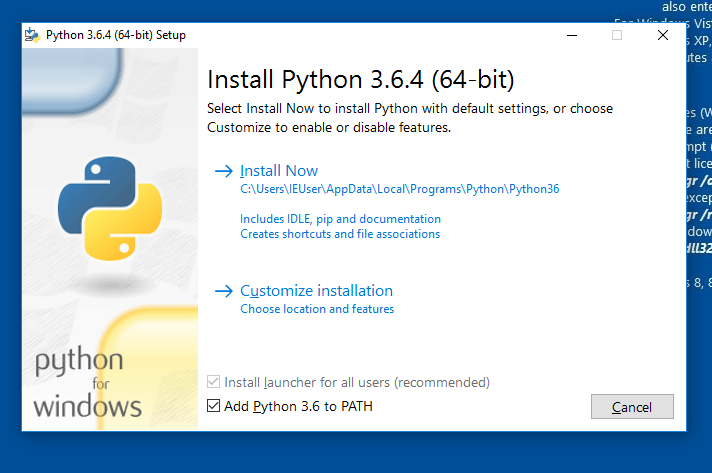 also ente
For Windows Vist
s XP,
utes a
Python 3.6.4 (64-bit) Setup
Install Python 3.6.4 (64-bit)
Select Install Now to install Python with default settings, or choose
Customize to enable or disable features.
Install Now
C:\Users\IEUser\AppData\Local\Programs\Python\Python36
Includes IDLE, pip and documentation
Creates shortcuts and file associations
Customize installation
Choose location and features
python
for
windows
Install launcher for all users (recommended)
Add Python 3.6 to PATH
Cancel
es (W
e are
mpt (
t lice
gr /a
excep
gr /r
dow
dll32
s 8, 8